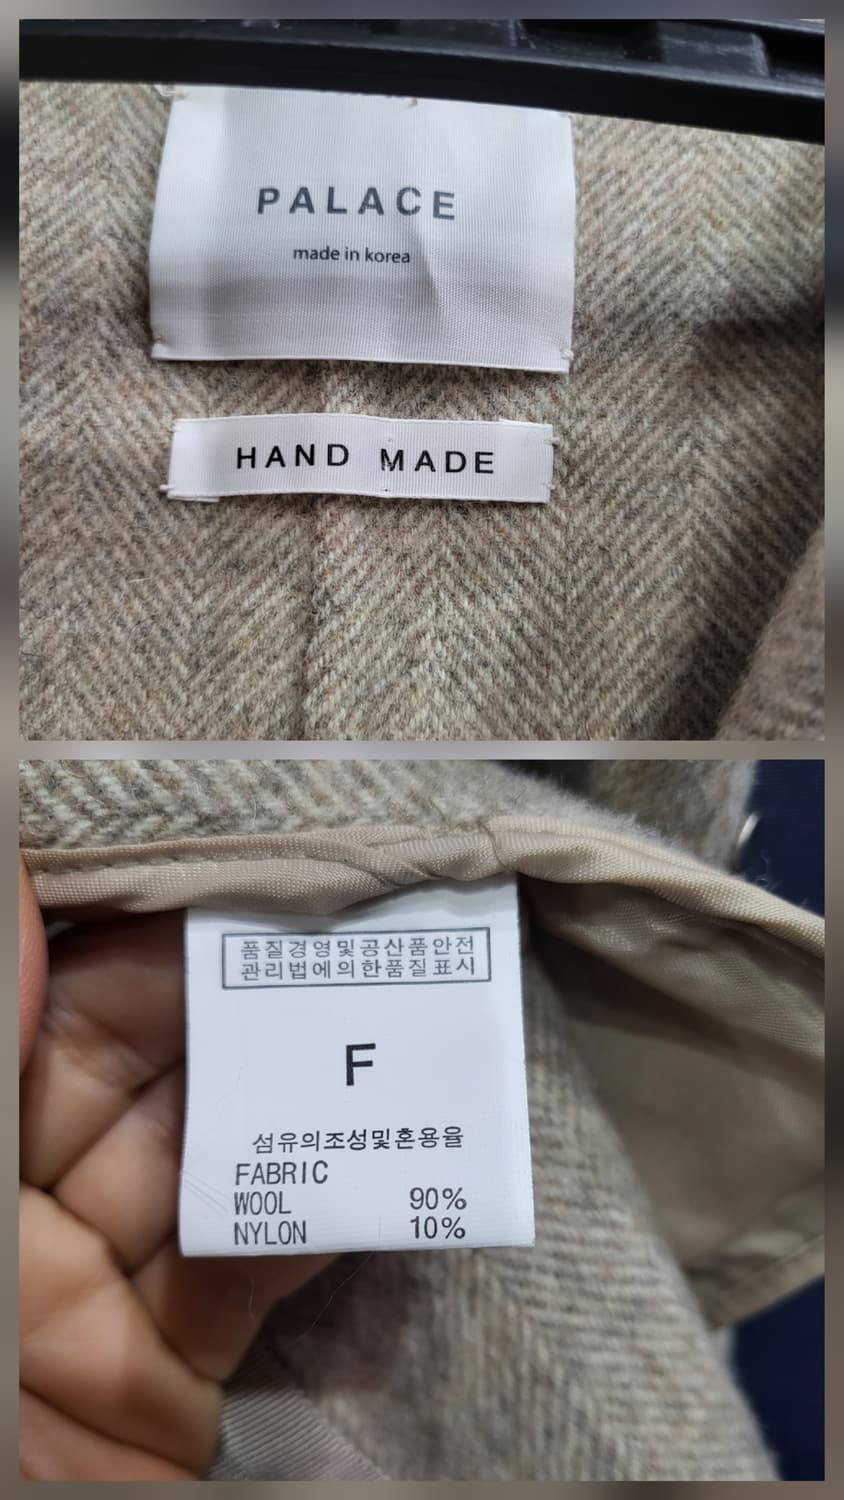 PALACE
made in korea
HAND MADE
품질경영및공산품안전
관리법에의한품질표시
F
섬유의조성및혼용율
FABRIC
WOOL 90%
NYLON 10%